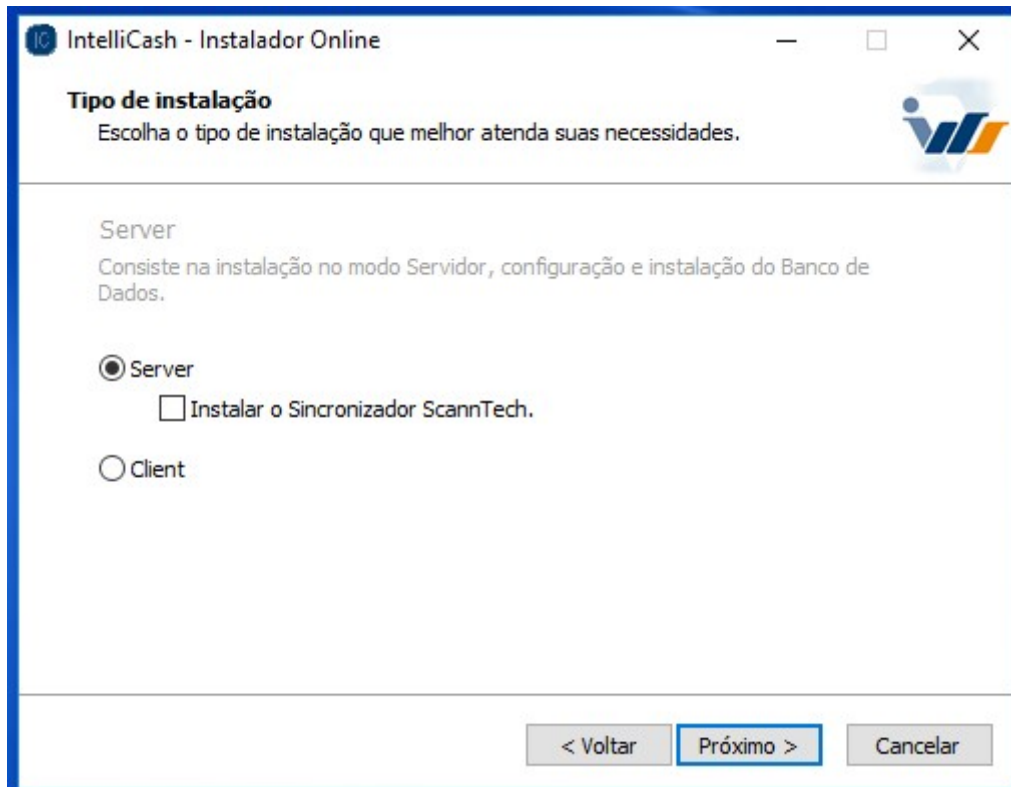 IC IntelliCash - Instalador Online
Tipo de instalação
Escolha o tipo de instalação que melhor atenda suas necessidades.
Server
Consiste na instalação no modo Servidor, configuração e instalação do Banco de
Dados.
Server
Instalar o Sincronizador ScannTech.
Client
< Voltar Próximo > Cancelar